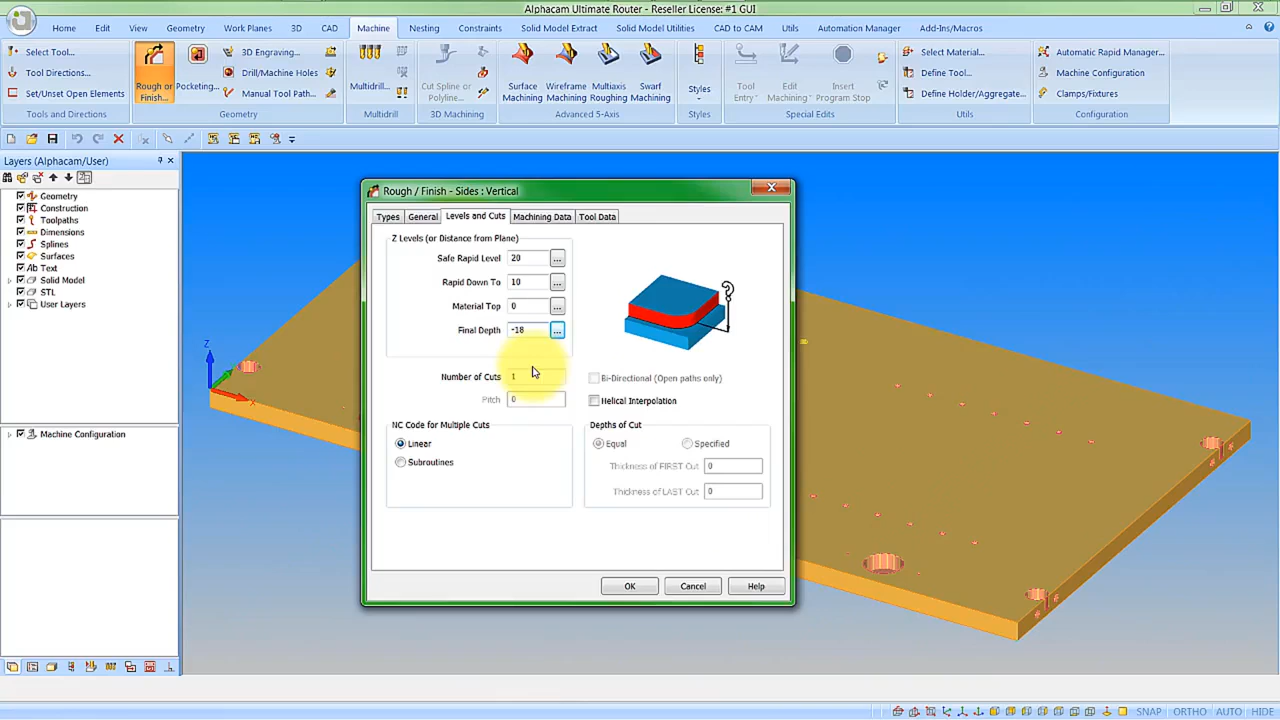 Alphacam Ultimate Router - Reseller License: #1 GUI
Home Edit View Geometry Work Planes 3D CAD Machine Nesting Constraints Solid Model Extract Solid Model Utilities CAD to CAM Utils Automation Manager Add-Ins/Macros
Select Tool...
Tool Directions...
Set/Unset Open Elements
Tools and Directions
Rough or
Finish...
Pocketing...
3D Engraving...
Drill/Machine Holes
Manual Tool Path...
Geometry
Multidrill...
Multidrill
Cut Spline or
Polyline...
3D Machining
Surface
Machining
Wireframe
Machining
Multiaxis
Roughing
Swarf
Machining
Advanced 5-Axis
Styles
Styles
Tool
Entry
Edit
Machining
Insert
Program Stop
Special Edits
Select Material...
Define Tool...
Define Holder/Aggregate...
Utils
Automatic Rapid Manager...
Machine Configuration
Clamps/Fixtures
Configuration
Layers (Alphacam/User)
Geometry
Construction
Toolpaths
Dimensions
Splines
Surfaces
Text
Solid Model
STL
User Layers
Machine Configuration
Z
X
Rough / Finish - Sides : Vertical
Types General Levels and Cuts Machining Data Tool Data
Z Levels (or Distance from Plane)
Safe Rapid Level 20 ...
Rapid Down To 10 ...
Material Top 0 ...
Final Depth -18 ...
?
Number of Cuts 1
Pitch 0
Bi-Directional (Open paths only)
Helical Interpolation
NC Code for Multiple Cuts
Linear
Subroutines
Depths of Cut
Equal Specified
Thickness of FIRST Cut 0
Thickness of LAST Cut 0
OK Cancel Help
SNAP ORTHO AUTO HIDE